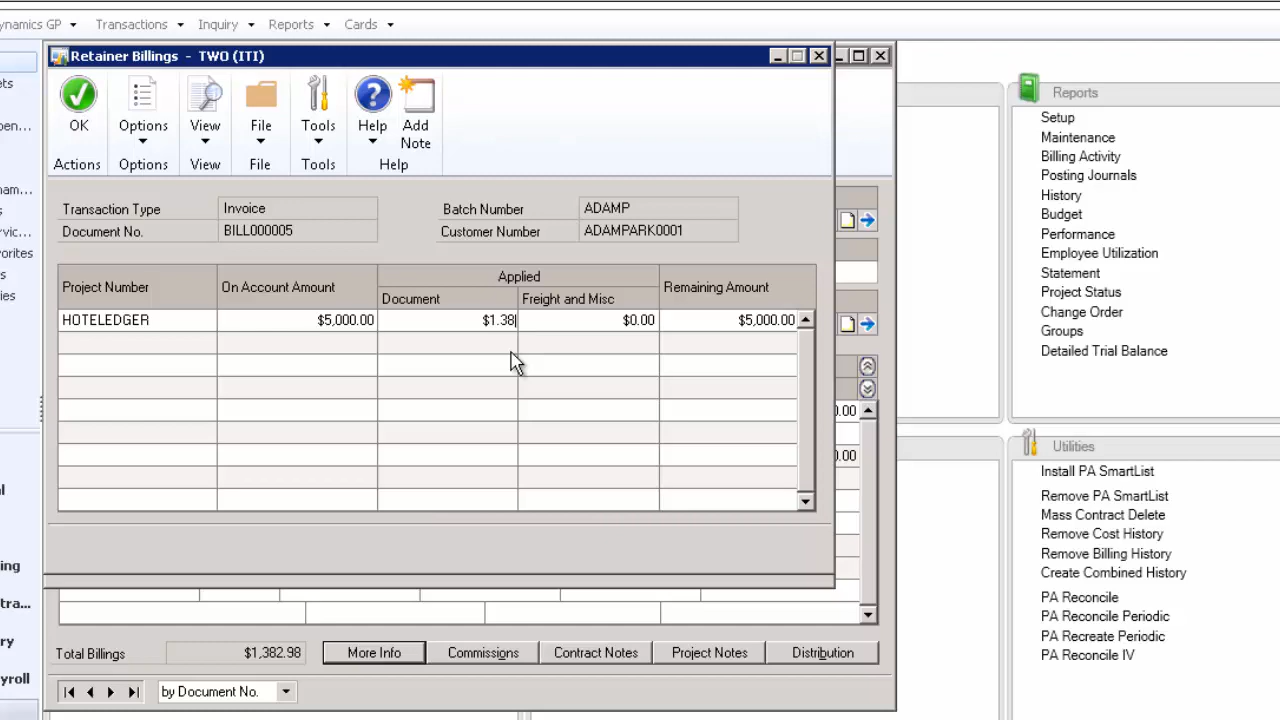 ynamics GP Transactions Inquiry Reports Cards
Retainer Billings - TWO (ITI)
OK Options View File Tools Help Add Note
Actions Options View File Tools Help
Transaction Type Invoice Batch Number ADAMP
Document No. BILL000005 Customer Number ADAMPARK0001
Project Number On Account Amount Applied Remaining Amount
Document Freight and Misc
HOTELEDGER $5,000.00 $1.38 $0.00 $5,000.00
0.00
0.00
Total Billings $1,382.98 More Info Commissions Contract Notes Project Notes Distribution
by Document No.
ets
pen...
nam...
s
rvic...
vorites
s
ies
al
ing
tra...
ry
yroll
Reports
Setup
Maintenance
Billing Activity
Posting Journals
History
Budget
Performance
Employee Utilization
Statement
Project Status
Change Order
Groups
Detailed Trial Balance
Utilities
Install PA SmartList
Remove PA SmartList
Mass Contract Delete
Remove Cost History
Remove Billing History
Create Combined History
PA Reconcile
PA Reconcile Periodic
PA Recreate Periodic
PA Reconcile IV